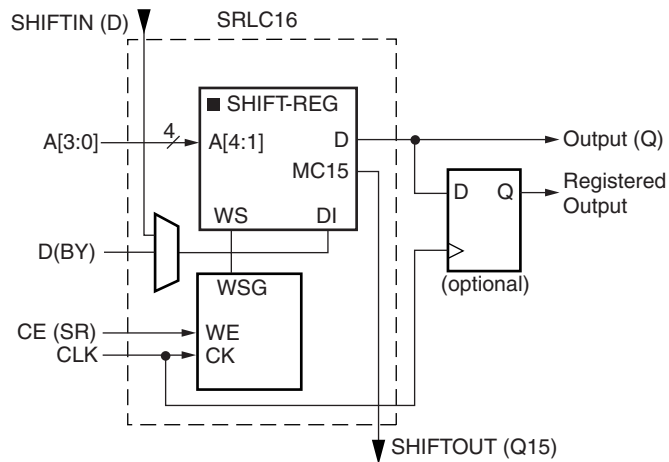 SHIFTIN (D)
SRLC16
SHIFT-REG
A[3:0]
4
A[4:1]
D
Output (Q)
MC15
D
Q
Registered
Output
WS
DI
D(BY)
WSG
(optional)
CE (SR)
WE
CLK
CK
SHIFTOUT (Q15)